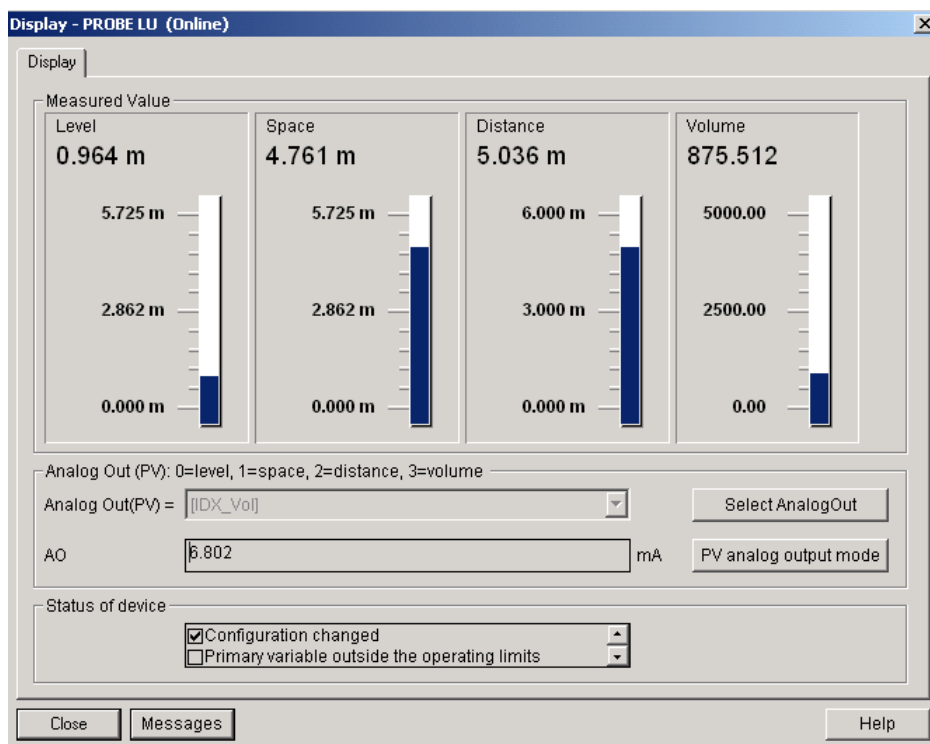 Display - PROBE LU (Online)
Display
Measured Value
Level
0.964 m
5.725 m
2.862 m
0.000 m
Space
4.761 m
5.725 m
2.862 m
0.000 m
Distance
5.036 m
6.000 m
3.000 m
0.000 m
Volume
875.512
5000.00
2500.00
0.00
Analog Out (PV): 0=level, 1=space, 2=distance, 3=volume
Analog Out(PV) = [IDX_Vol] Select AnalogOut
AO 6.802 mA PV analog output mode
Status of device
Configuration changed
Primary variable outside the operating limits
Close Messages Help